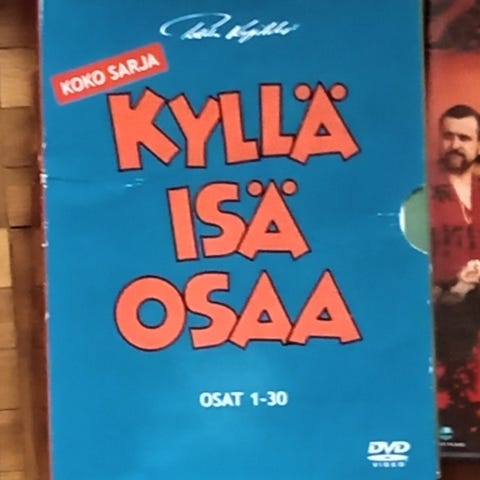 KOKO SARJA
KYLLÄ
ISÄ
OSAA
OSAT 1-30
DVD
VIDEO